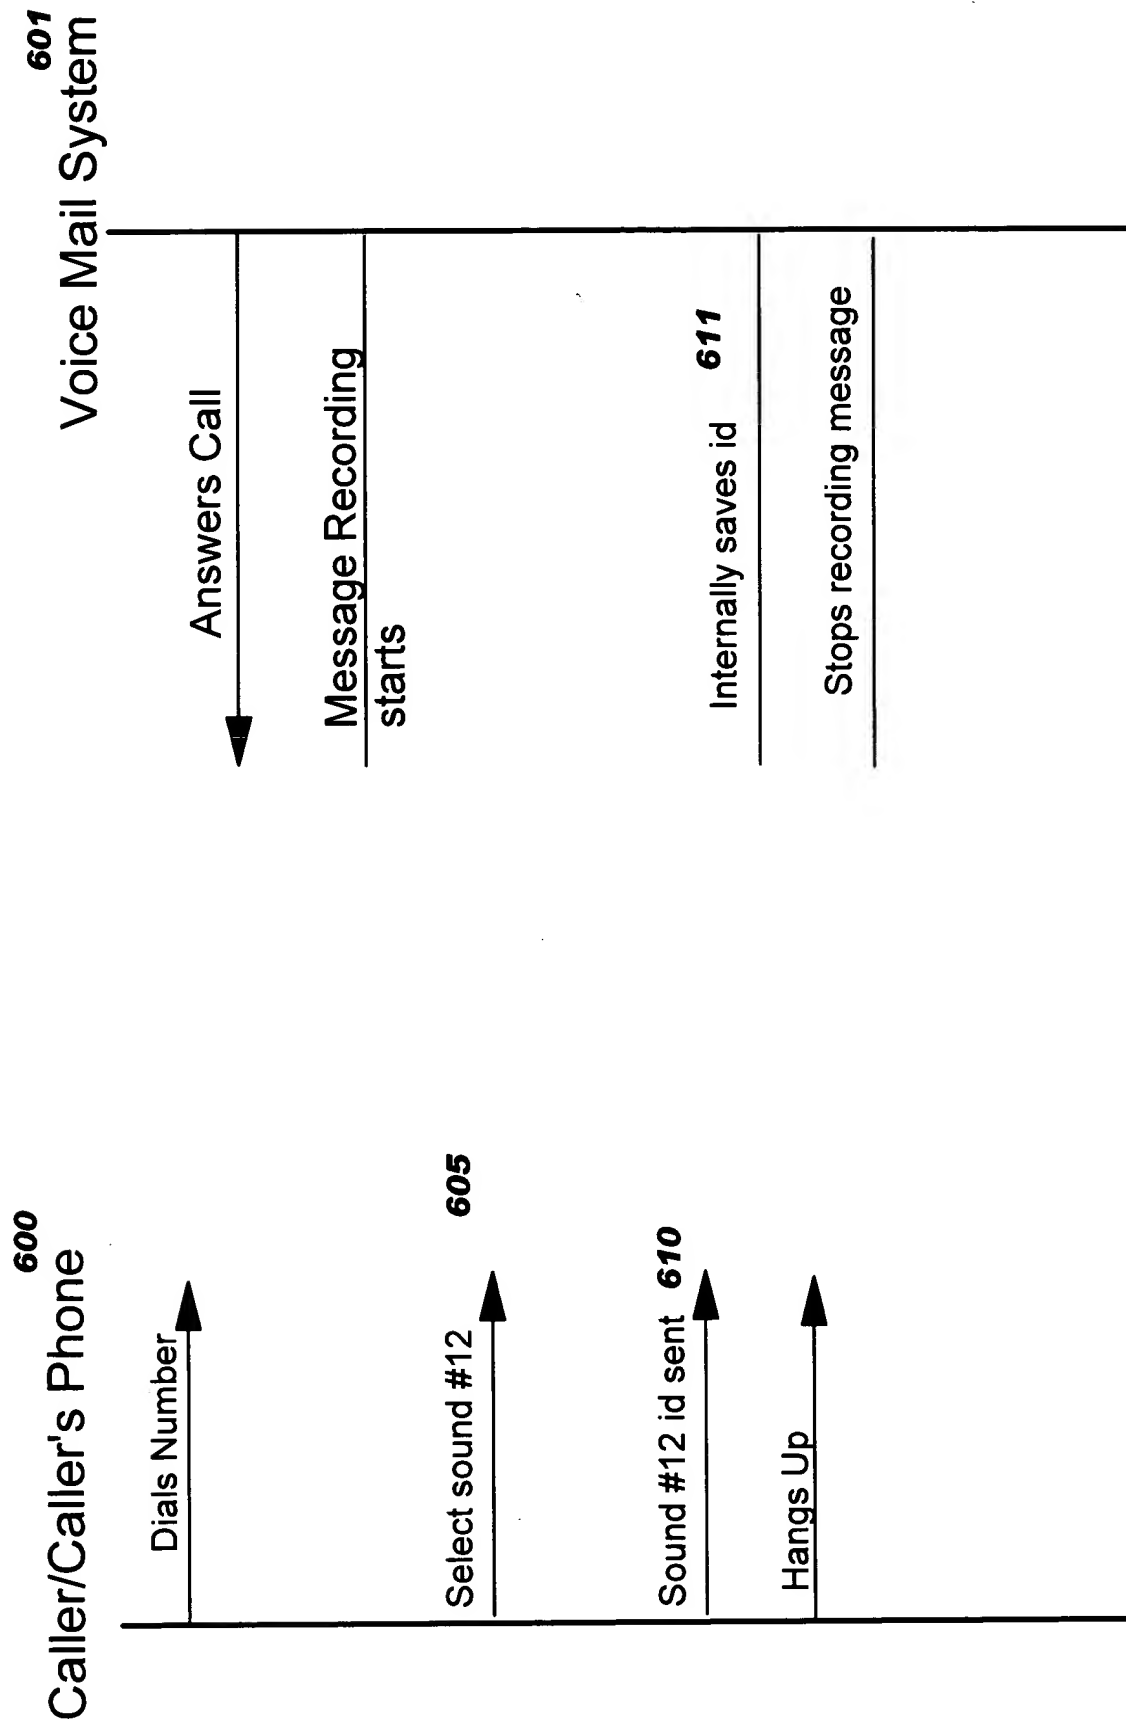 600
Caller/Caller's Phone
601
Voice Mail System
Dials Number
Answers Call
Message Recording
starts
Select sound #12
605
Sound #12 id sent
610
Internally saves id
611
Hangs Up
Stops recording message